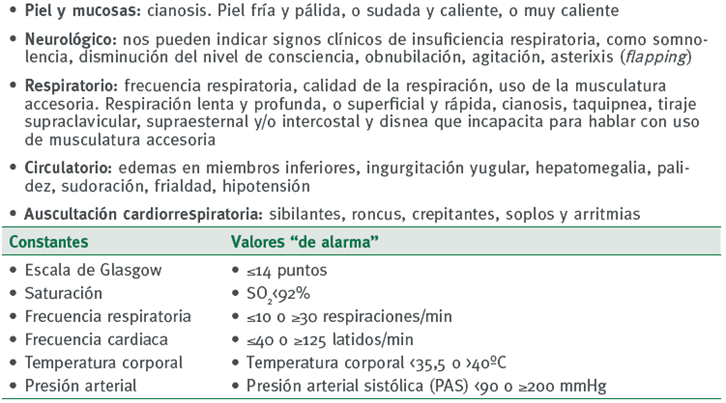 • Piel y mucosas: cianosis. Piel fría y pálida, o sudada y caliente, o muy caliente
• Neurológico: nos pueden indicar signos clínicos de insuficiencia respiratoria, como somno-
lencia, disminución del nivel de consciencia, obnubilación, agitación, asterixis (flapping)
• Respiratorio: frecuencia respiratoria, calidad de la respiración, uso de la musculatura
accesoria. Respiración lenta y profunda, o superficial y rápida, cianosis, taquipnea, tiraje
supraclavicular, supraesternal y/o intercostal y disnea que incapacita para hablar con uso
de musculatura accesoria
• Circulatorio: edemas en miembros inferiores, ingurgitación yugular, hepatomegalia, pali-
dez, sudoración, frialdad, hipotensión
• Auscultación cardiorrespiratoria: sibilantes, roncus, crepitantes, soplos y arritmias
Constantes Valores “de alarma”
• Escala de Glasgow • ≤14 puntos
• Saturación • SO₂<92%
• Frecuencia respiratoria • ≤10 o ≥30 respiraciones/min
• Frecuencia cardiaca • ≤40 o ≥125 latidos/min
• Temperatura corporal • Temperatura corporal <35,5 o >40ºC
• Presión arterial • Presión arterial sistólica (PAS) <90 o ≥200 mmHg